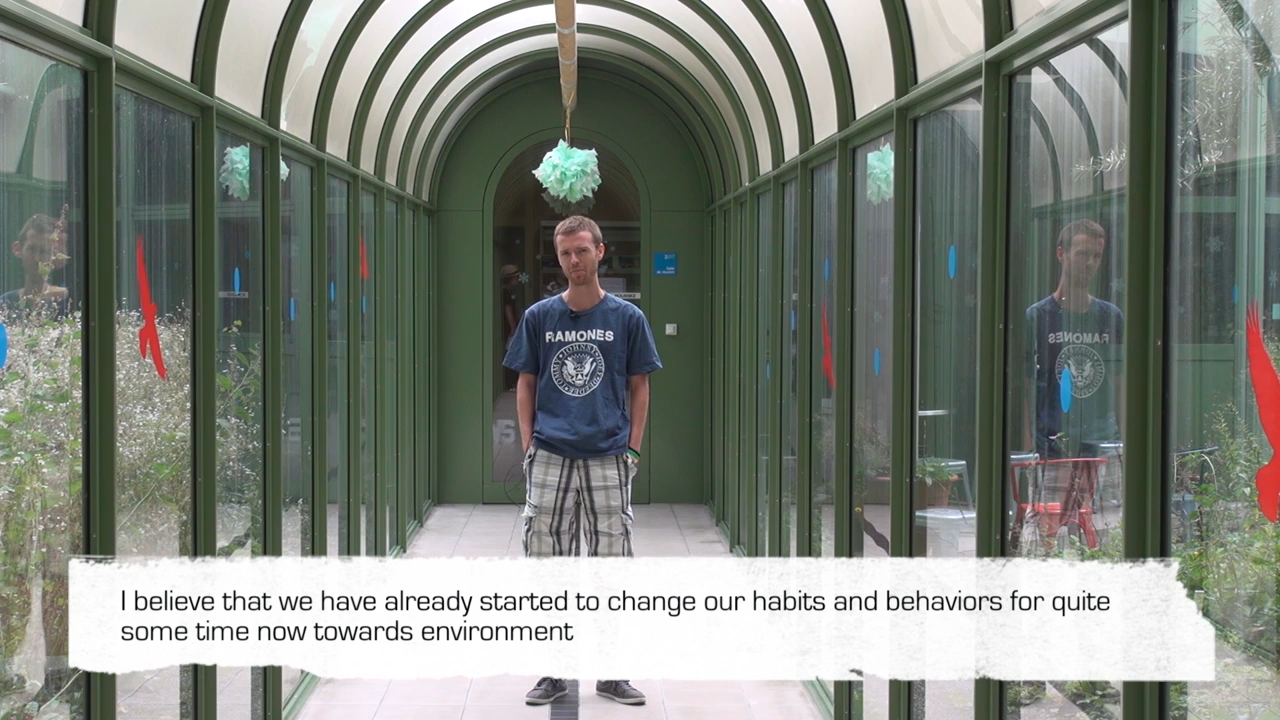 RAMONES
I believe that we have already started to change our habits and behaviors for quite
some time now towards environment